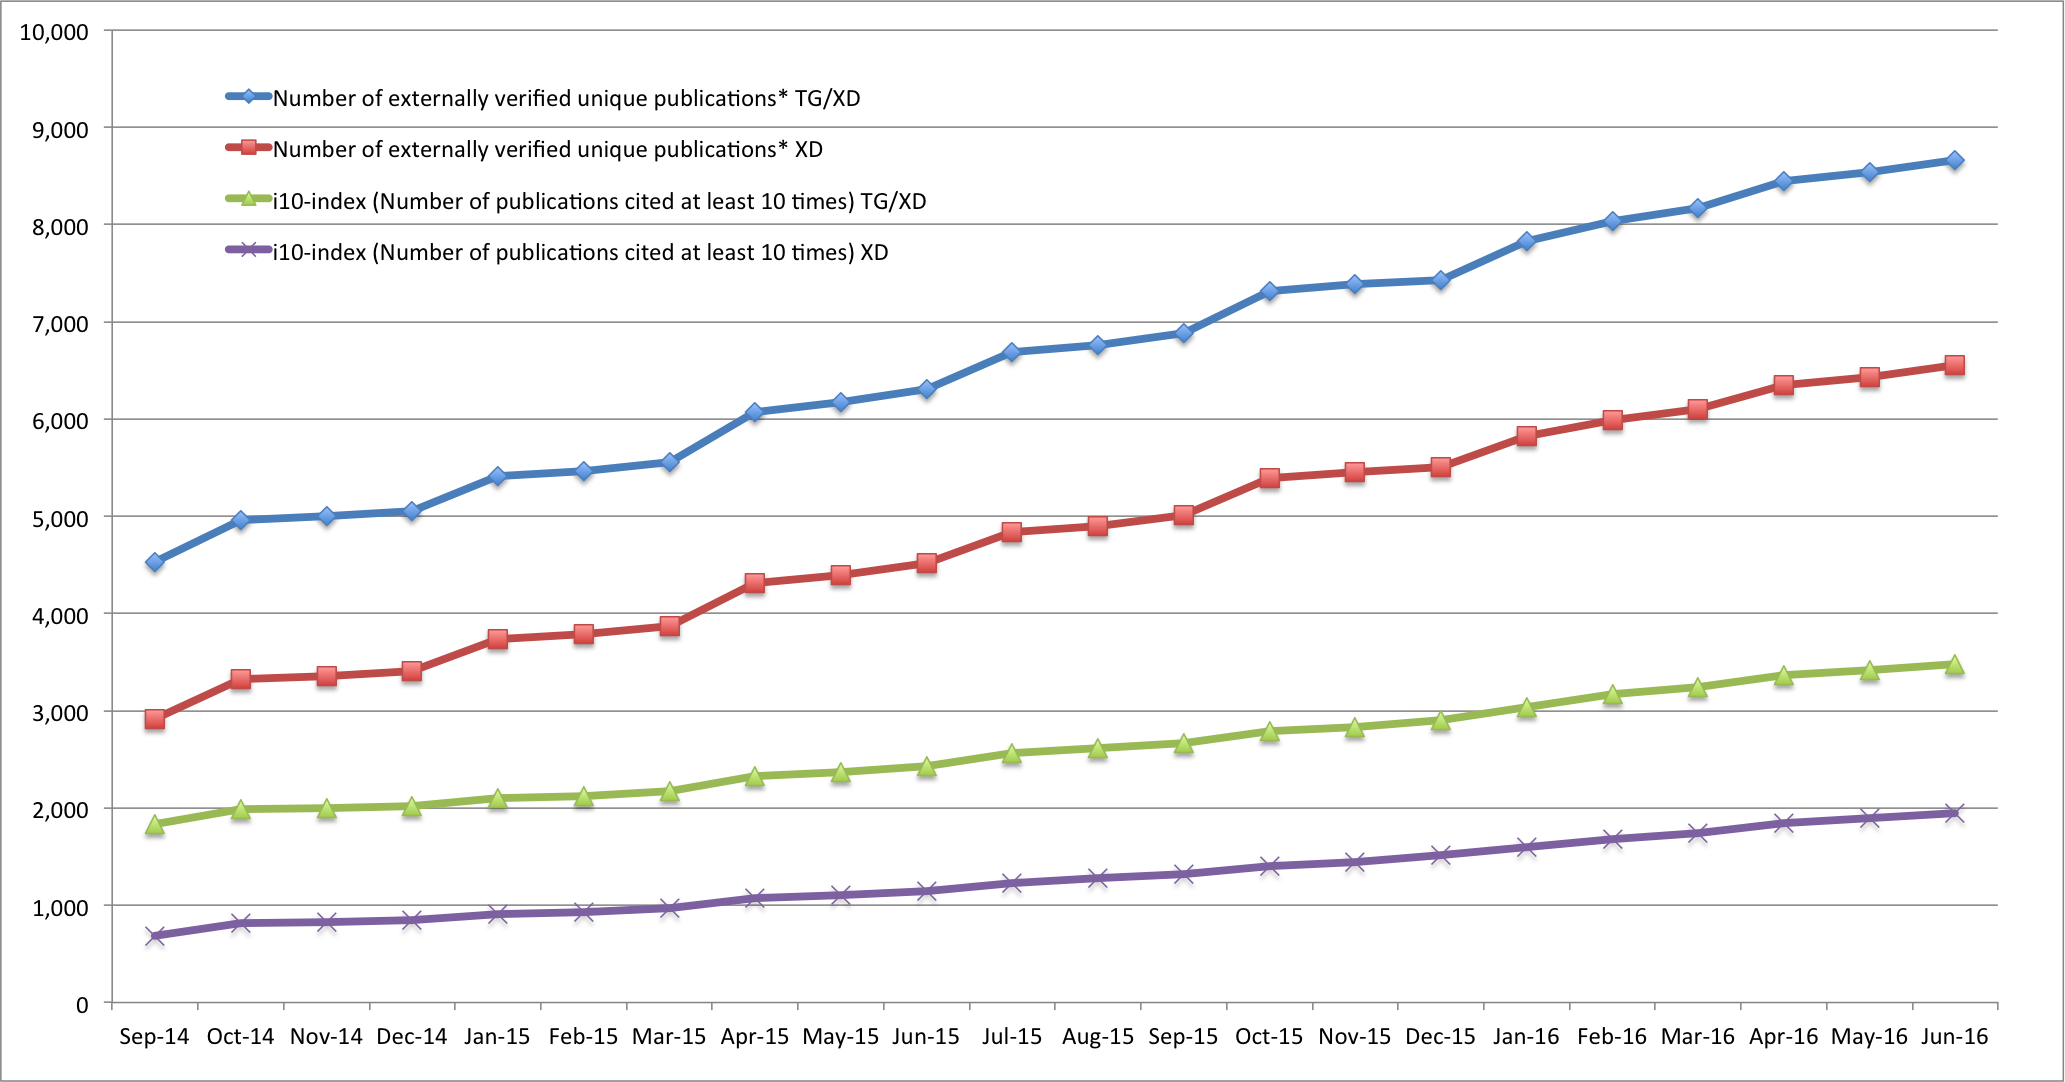 10,000
9,000
8,000
7,000
6,000
5,000
4,000
3,000
2,000
1,000
0
Number of externally verified unique publications* TG/XD
Number of externally verified unique publications* XD
i10-index (Number of publications cited at least 10 times) TG/XD
i10-index (Number of publications cited at least 10 times) XD
Sep-14 Oct-14 Nov-14 Dec-14 Jan-15 Feb-15 Mar-15 Apr-15 May-15 Jun-15 Jul-15 Aug-15 Sep-15 Oct-15 Nov-15 Dec-15 Jan-16 Feb-16 Mar-16 Apr-16 May-16 Jun-16